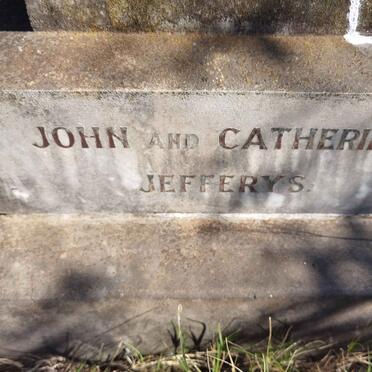 JOHN AND CATHERI
JEFFERYS.